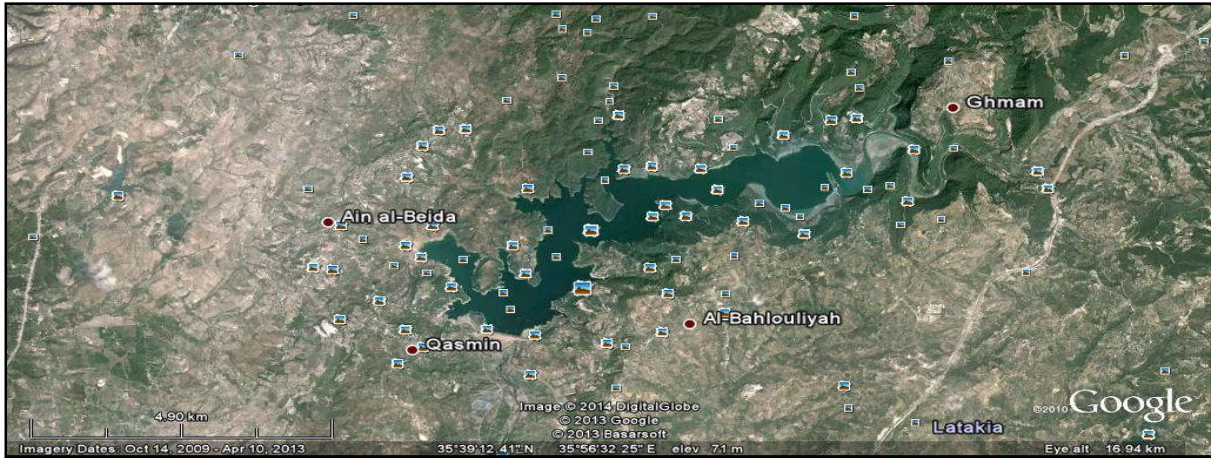 Ghmam
Ain al-Beida
Al-Bahlouliyah
Qasmin
4.90 km
Image © 2014 DigitalGlobe
© 2013 Google
© 2013 Basarsoft
©2010 Google
Latakia
Imagery Dates: Oct 14, 2009 - Apr 10, 2013 35°39'12.41" N 35°56'32.25" E elev 71 m Eye alt 16.94 km